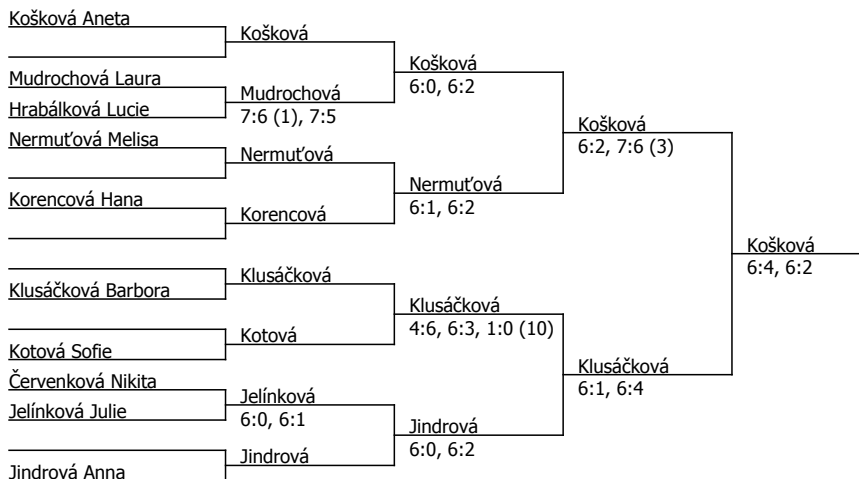 Košková Aneta
Mudrochová Laura
Hrabálková Lucie
Nermuťová Melisa
Korencová Hana
Klusáčková Barbora
Kotová Sofie
Červenková Nikita
Jelínková Julie
Jindrová Anna
Košková
Mudrochová
7:6 (1), 7:5
Nermuťová
Korencová
Klusáčková
Kotová
Jelínková
6:0, 6:1
Jindrová
Košková
6:0, 6:2
Nermuťová
6:1, 6:2
Klusáčková
4:6, 6:3, 1:0 (10)
Jindrová
6:0, 6:2
Košková
6:2, 7:6 (3)
Klusáčková
6:1, 6:4
Košková
6:4, 6:2